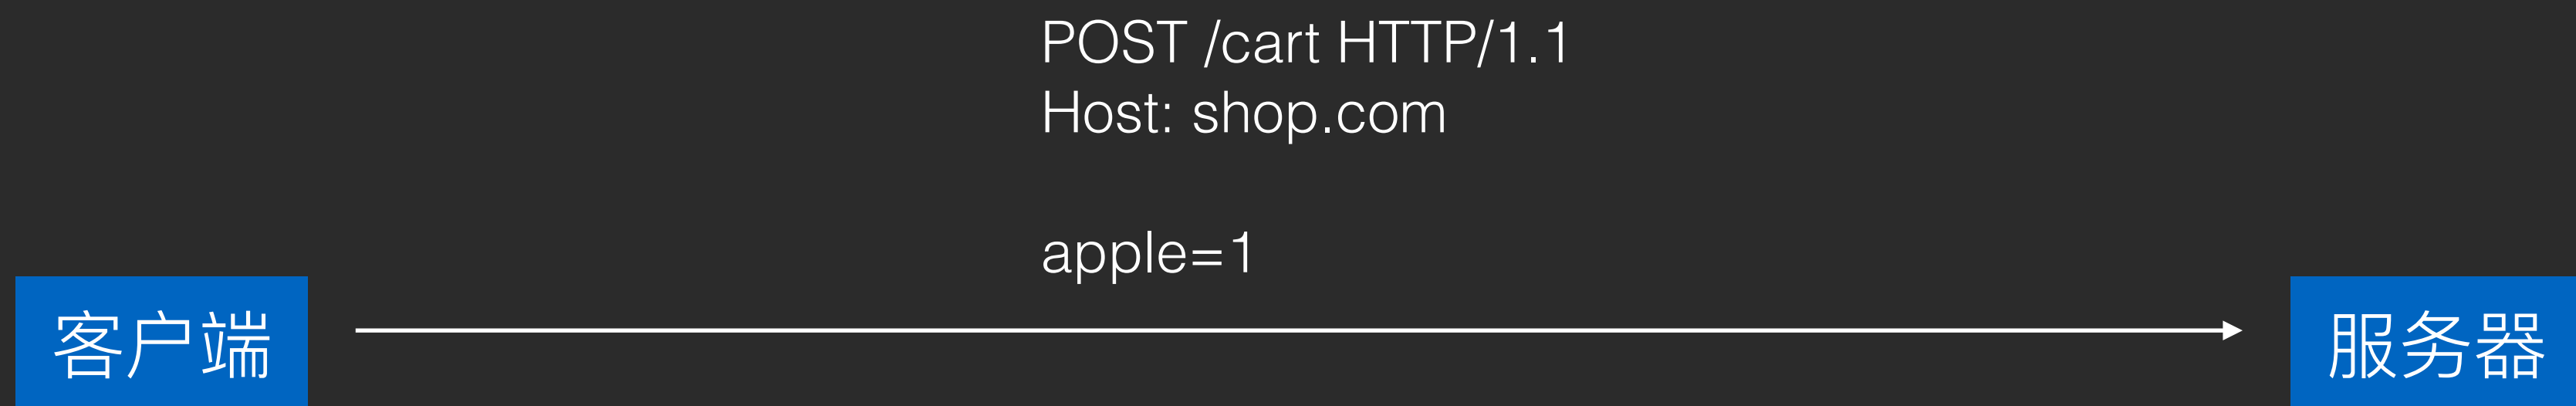 POST /cart HTTP/1.1
Host: shop.com
apple=1
客户端
服务器